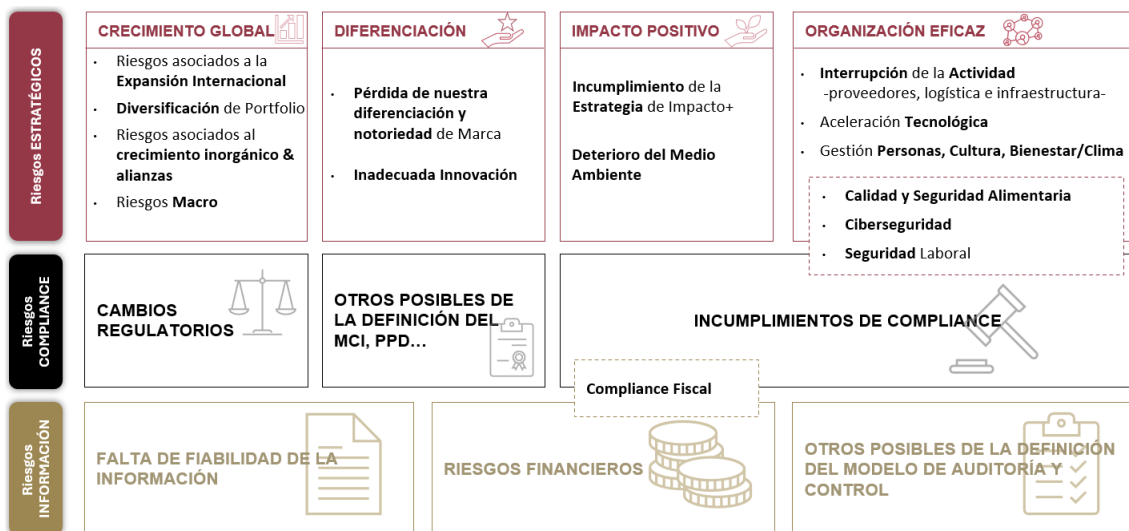 Riesgos ESTRATÉGICOS
CRECIMIENTO GLOBAL
· Riesgos asociados a la
Expansión Internacional
· Diversificación de Portfolio
· Riesgos asociados al
crecimiento inorgánico &
alianzas
· Riesgos Macro
DIFERENCIACIÓN
· Pérdida de nuestra
diferenciación y
notoriedad de Marca
· Inadecuada Innovación
IMPACTO POSITIVO
Incumplimiento de la
Estrategia de Impacto+
Deterioro del Medio
Ambiente
ORGANIZACIÓN EFICAZ
· Interrupción de la Actividad
-proveedores, logística e infraestructura-
· Aceleración Tecnológica
· Gestión Personas, Cultura, Bienestar/Clima
· Calidad y Seguridad Alimentaria
· Ciberseguridad
· Seguridad Laboral
Riesgos
COMPLIANCE
CAMBIOS
REGULATORIOS
OTROS POSIBLES DE
LA DEFINICIÓN DEL
MCI, PPD...
INCUMPLIMIENTOS DE COMPLIANCE
Compliance Fiscal
Riesgos
INFORMACIÓN
FALTA DE FIABILIDAD DE LA
INFORMACIÓN
RIESGOS FINANCIEROS
OTROS POSIBLES DE LA DEFINICIÓN
DEL MODELO DE AUDITORÍA Y
CONTROL